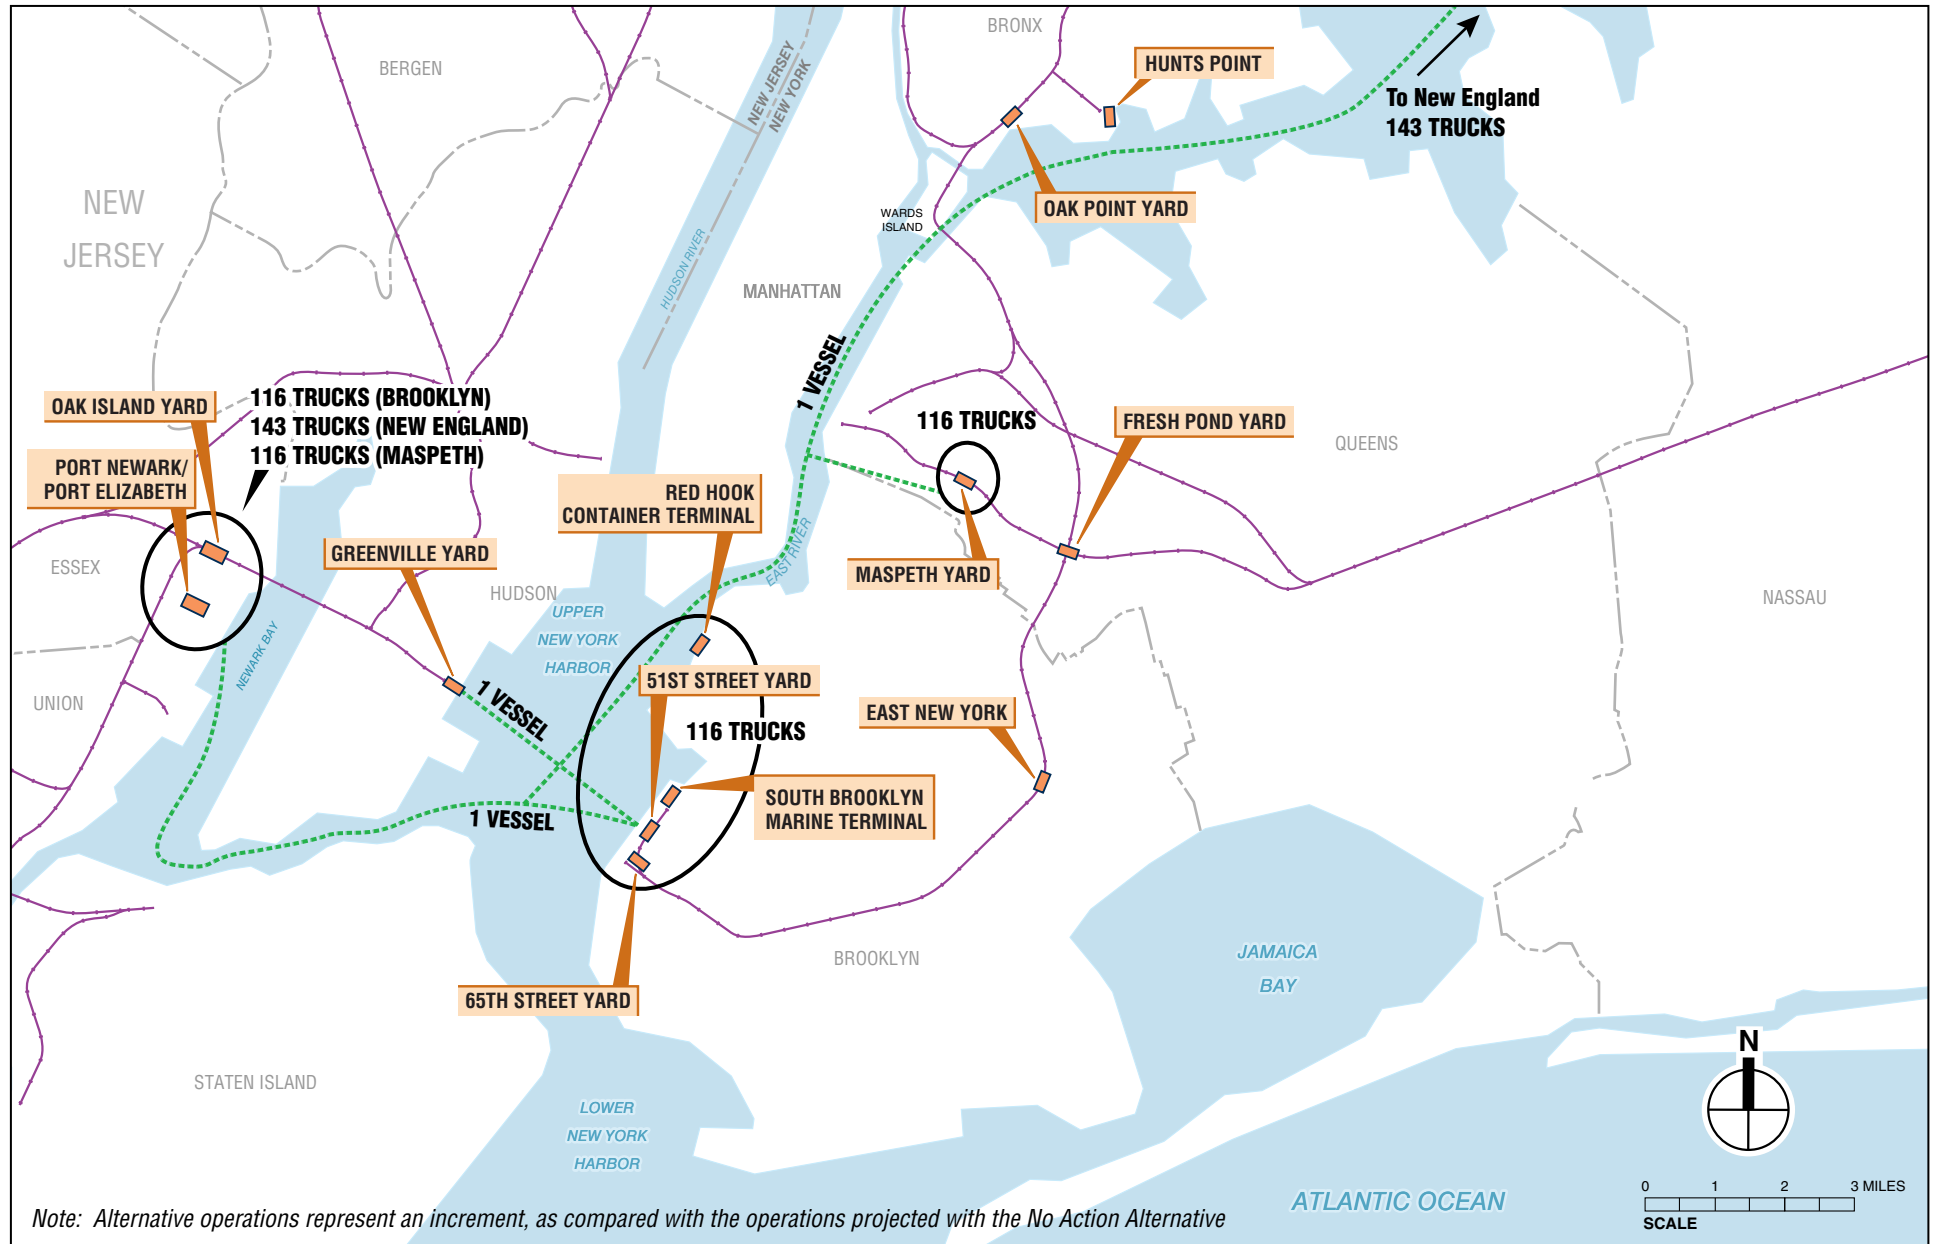 BRONX
HUNTS POINT
BERGEN
NEW JERSEY
NEW YORK
To New England
143 TRUCKS
NEW
JERSEY
OAK POINT YARD
WARDS
ISLAND
HUDSON RIVER
MANHATTAN
1 VESSEL
OAK ISLAND YARD
116 TRUCKS (BROOKLYN)
143 TRUCKS (NEW ENGLAND)
116 TRUCKS (MASPETH)
116 TRUCKS
FRESH POND YARD
QUEENS
PORT NEWARK/
PORT ELIZABETH
RED HOOK
CONTAINER TERMINAL
GREENVILLE YARD
ESSEX
EAST RIVER
MASPETH YARD
HUDSON
NASSAU
UPPER
NEW YORK
HARBOR
NEWARK BAY
51ST STREET YARD
UNION
1 VESSEL
116 TRUCKS
EAST NEW YORK
SOUTH BROOKLYN
MARINE TERMINAL
1 VESSEL
BROOKLYN
JAMAICA
BAY
65TH STREET YARD
STATEN ISLAND
LOWER
NEW YORK
HARBOR
N
ATLANTIC OCEAN
0 1 2 3 MILES
SCALE
Note: Alternative operations represent an increment, as compared with the operations projected with the No Action Alternative